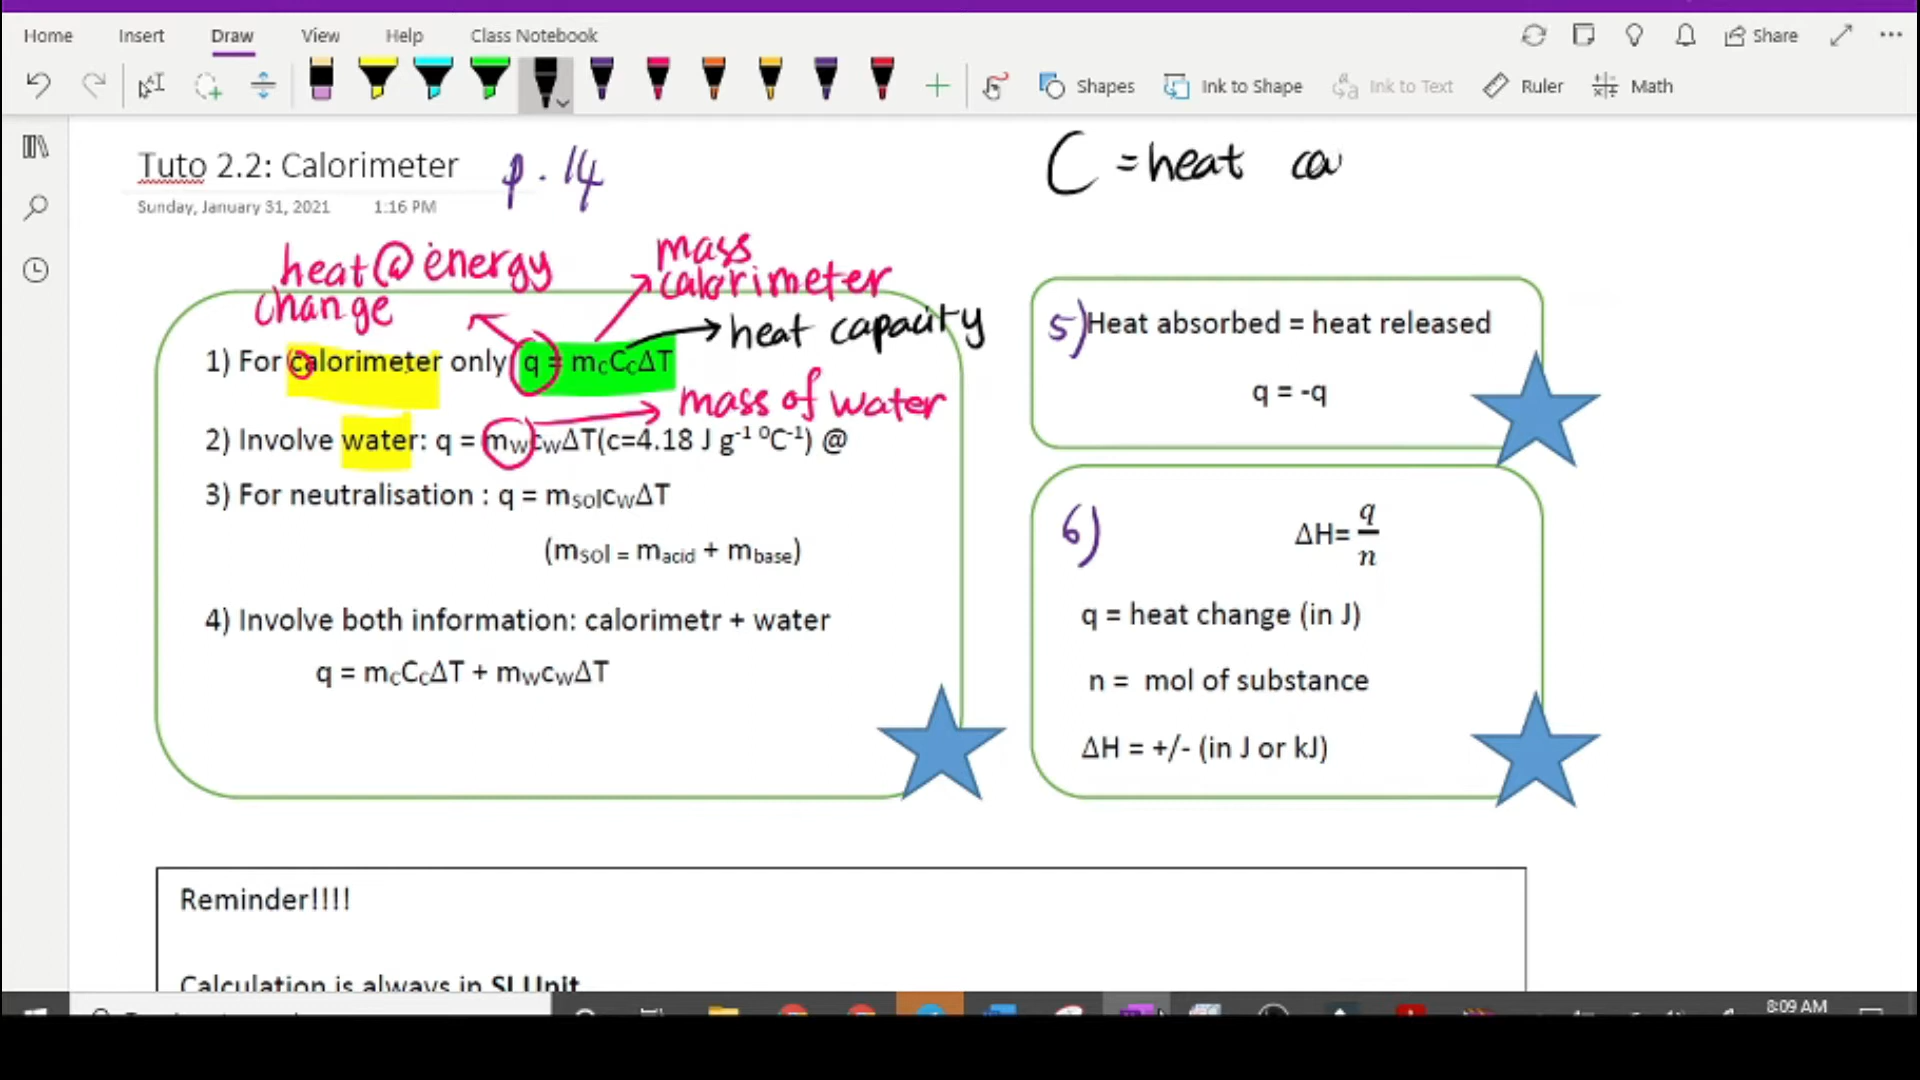 Home Insert Draw View Help Class Notebook Share
Shapes Ink to Shape Ink to Text Ruler Math
Tuto 2.2: Calorimeter p. 14
Sunday, January 31, 2021 1:16 PM
C = heat ca
heat @ energy
change
mass
calorimeter
heat capacity
1) For calorimeter only q = mcCcΔT
mass of water
2) Involve water: q = mwcwΔT(c=4.18 J g⁻¹ ⁰C⁻¹) @
3) For neutralisation : q = msolcwΔT
(msol = macid + mbase)
4) Involve both information: calorimetr + water
q = mcCcΔT + mwcwΔT
5) Heat absorbed = heat released
q = -q
6) ΔH= q/n
q = heat change (in J)
n = mol of substance
ΔH = +/- (in J or kJ)
Reminder!!!!
Calculation is always in SI Unit
8:09 AM